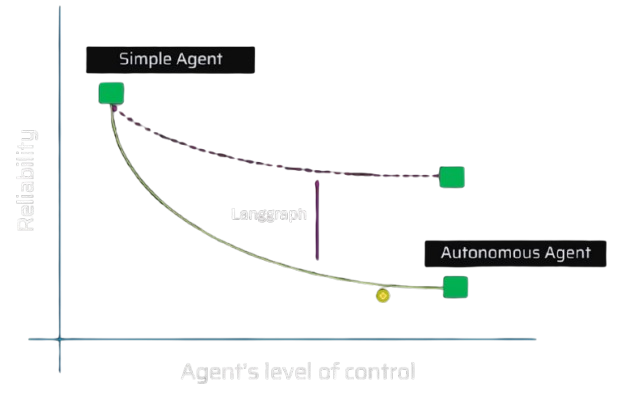 Simple Agent
Reliability
Langgraph
Autonomous Agent
Agent's level of control